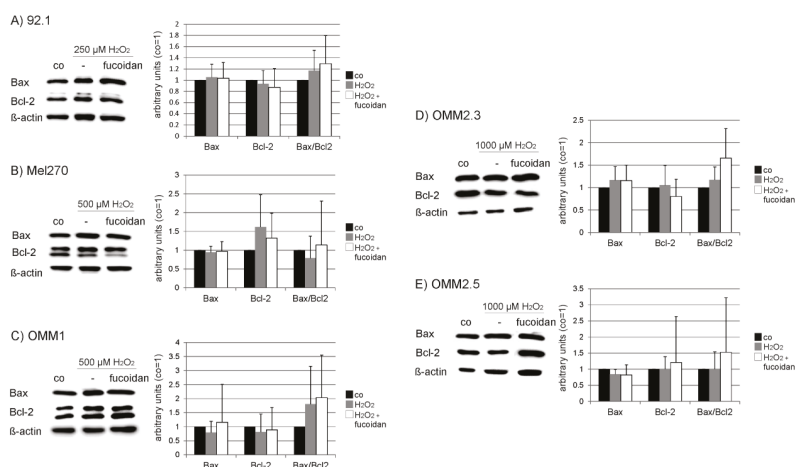 A) 92.1
250 µM H2O2
co - fucoidan
Bax
Bcl-2
ß-actin
arbitrary units (co=1)
2
1.8
1.6
1.4
1.2
1
0.8
0.6
0.4
0.2
0
Bax Bcl-2 Bax/Bcl2
co
H2O2
H2O2 +
fucoidan
B) Mel270
500 µM H2O2
co - fucoidan
Bax
Bcl-2
ß-actin
arbitrary units (co=1)
3
2.5
2
1.5
1
0.5
0
Bax Bcl-2 Bax/Bcl2
co
H2O2
H2O2 +
fucoidan
C) OMM1
500 µM H2O2
co - fucoidan
Bax
Bcl-2
ß-actin
arbitrary units (co=1)
4
3.5
3
2.5
2
1.5
1
0.5
0
Bax Bcl-2 Bax/Bcl2
co
H2O2
H2O2 +
fucoidan
D) OMM2.3
1000 µM H2O2
co - fucoidan
Bax
Bcl-2
ß-actin
arbitrary units (co=1)
2.5
2
1.5
1
0.5
0
Bax Bcl-2 Bax/Bcl2
co
H2O2
H2O2 +
fucoidan
E) OMM2.5
1000 µM H2O2
co - fucoidan
Bax
Bcl-2
ß-actin
arbitrary units (co=1)
3.5
3
2.5
2
1.5
1
0.5
0
Bax Bcl-2 Bax/Bcl2
co
H2O2
H2O2 +
fucoidan